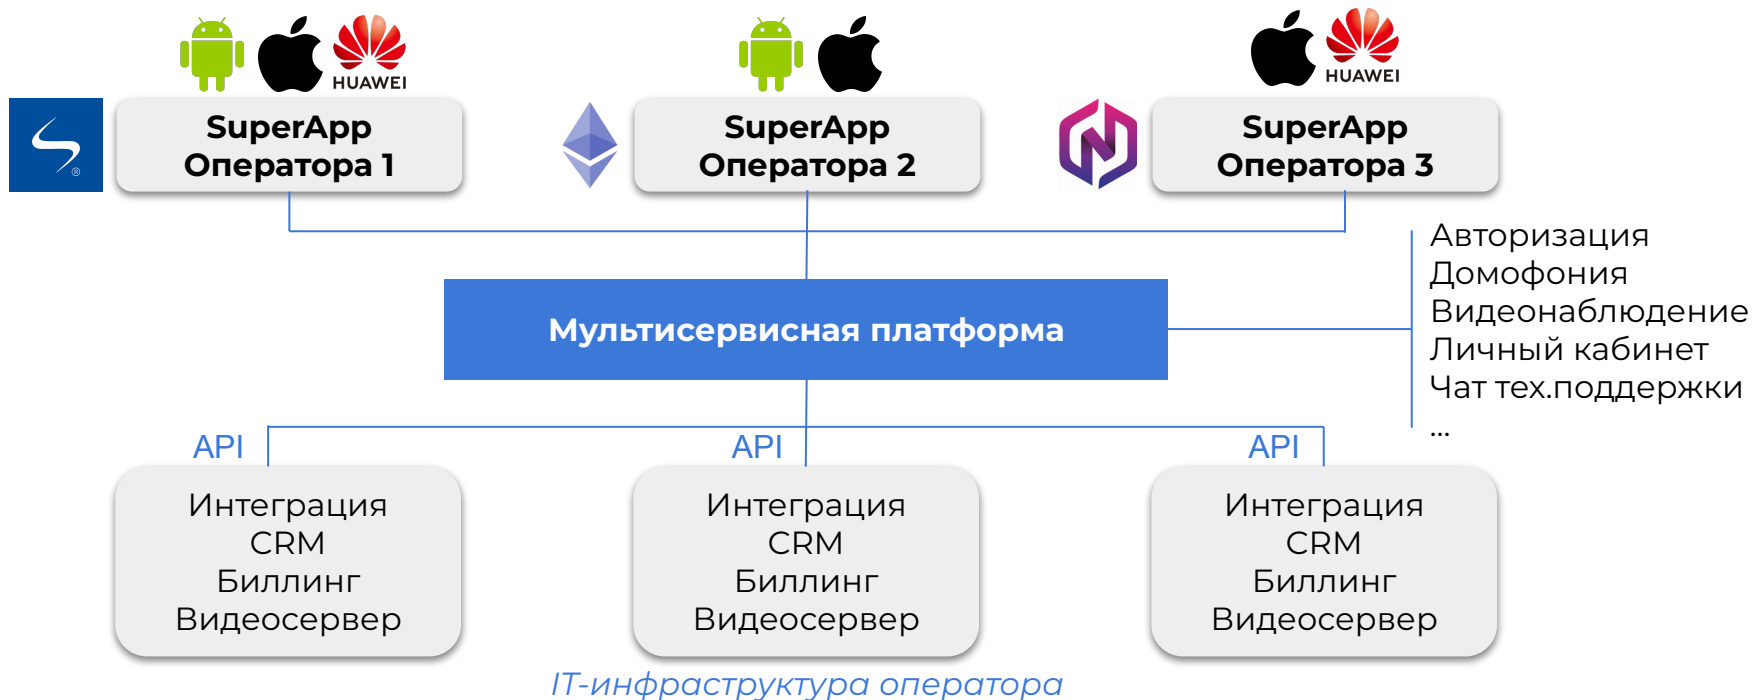 HUAWEI
HUAWEI
SuperApp
Оператора 1
SuperApp
Оператора 2
SuperApp
Оператора 3
Мультисервисная платформа
Авторизация
Домофония
Видеонаблюдение
Личный кабинет
Чат тех.поддержки
...
API
API
API
Интеграция
CRM
Биллинг
Видеосервер
Интеграция
CRM
Биллинг
Видеосервер
Интеграция
CRM
Биллинг
Видеосервер
IT-инфраструктура оператора